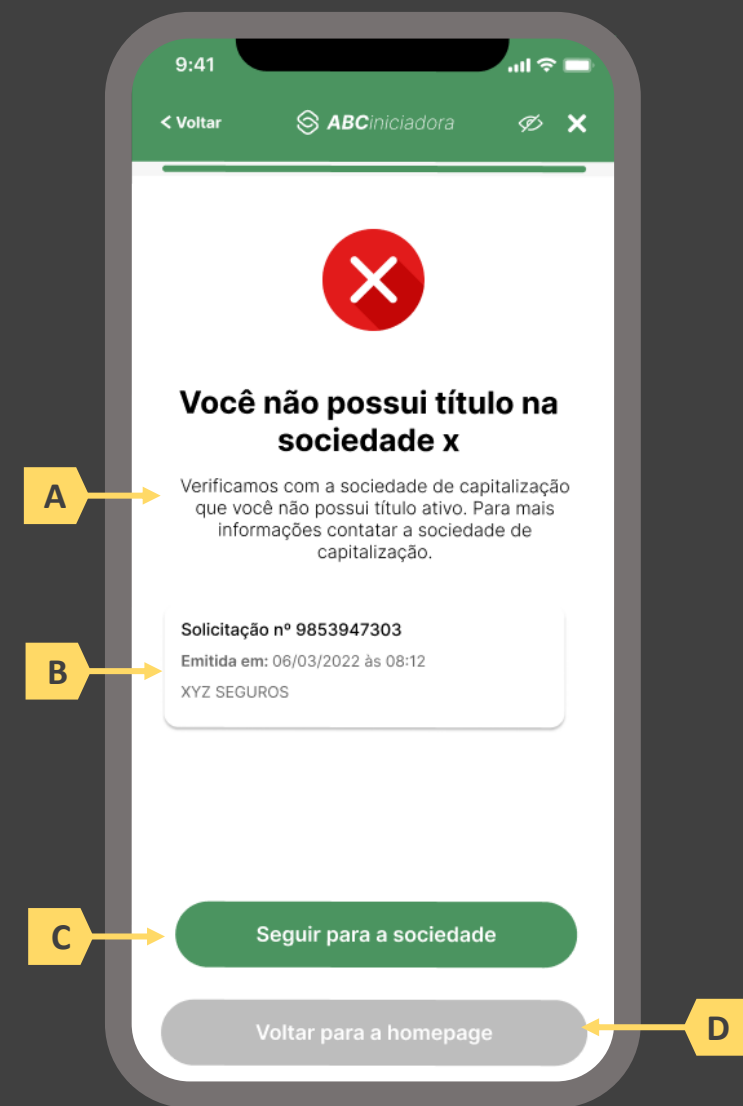 9:41
< Voltar
ABCiniciadora
Você não possui título na
sociedade x
A
Verificamos com a sociedade de capitalização
que você não possui título ativo. Para mais
informações contatar a sociedade de
capitalização.
Solicitação nº 9853947303
B
Emitida em: 06/03/2022 às 08:12
XYZ SEGUROS
C
Seguir para a sociedade
Voltar para a homepage
D